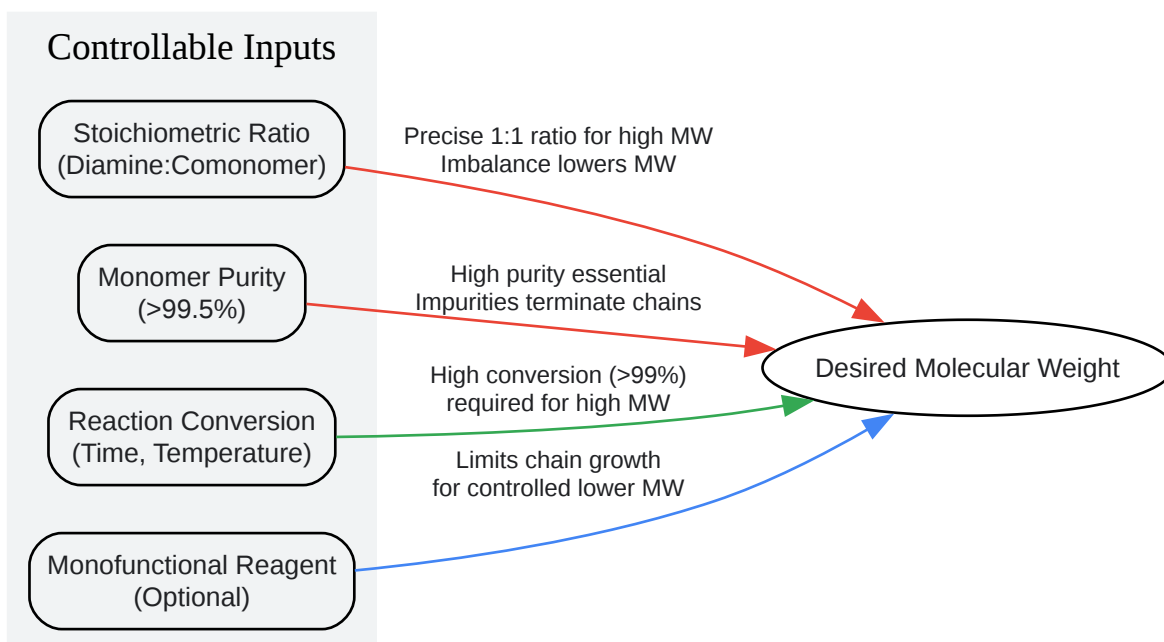 Controllable Inputs
Stoichiometric Ratio
(Diamine:Comonomer)
Precise 1:1 ratio for high MW
Imbalance lowers MW
Monomer Purity
(>99.5%)
High purity essential
Impurities terminate chains
Desired Molecular Weight
High conversion (>99%)
required for high MW
Reaction Conversion
(Time, Temperature)
Limits chain growth
for controlled lower MW
Monofunctional Reagent
(Optional)